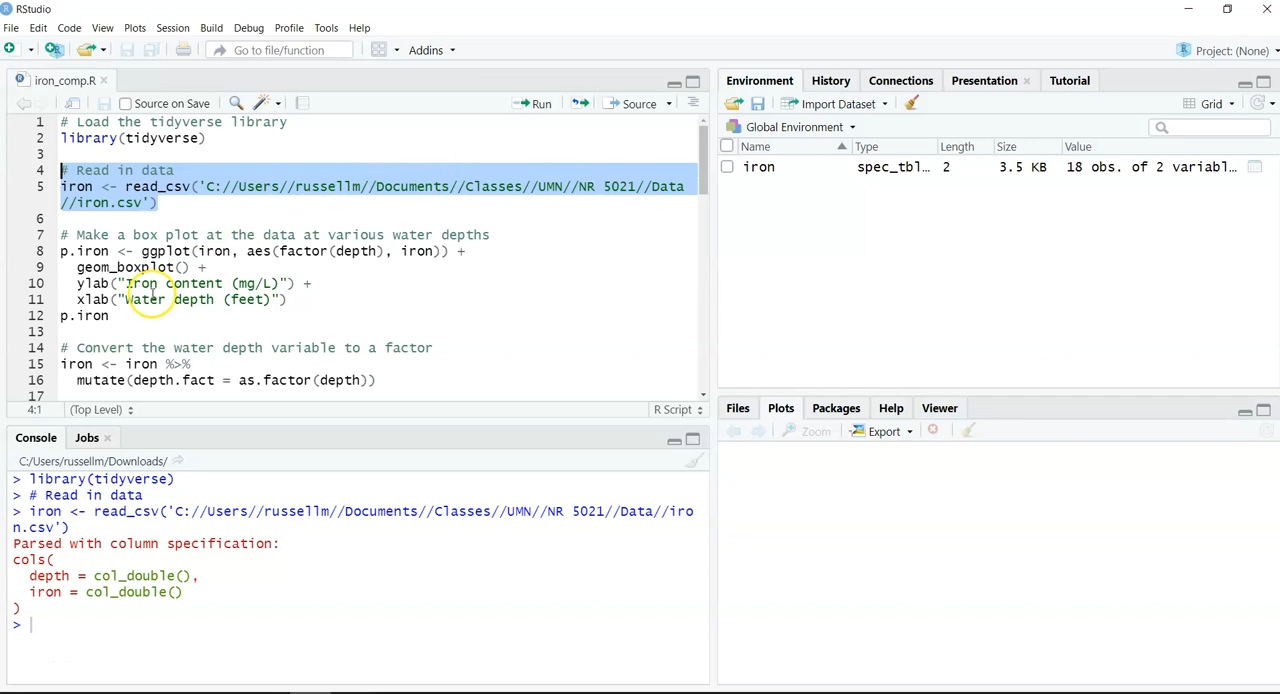 RStudio
File Edit Code View Plots Session Build Debug Profile Tools Help
Go to file/function Addins Project: (None)
iron_comp.R
Source on Save Run Source
1 # Load the tidyverse library
2 library(tidyverse)
3
4 # Read in data
5 iron <- read_csv('C://Users//russellm//Documents//Classes//UMN//NR 5021//Data
//iron.csv')
6
7 # Make a box plot at the data at various water depths
8 p.iron <- ggplot(iron, aes(factor(depth), iron)) +
9 geom_boxplot() +
10 ylab("Iron content (mg/L)") +
11 xlab("Water depth (feet)")
12 p.iron
13
14 # Convert the water depth variable to a factor
15 iron <- iron %>%
16 mutate(depth.fact = as.factor(depth))
17
4:1 (Top Level) R Script
Console Jobs
C:/Users/russellm/Downloads/
> library(tidyverse)
> # Read in data
> iron <- read_csv('C://Users//russellm//Documents//Classes//UMN//NR 5021//Data//iro
n.csv')
Parsed with column specification:
cols(
depth = col_double(),
iron = col_double()
)
>
Environment History Connections Presentation Tutorial
Import Dataset Grid
Global Environment
Name Type Length Size Value
iron spec_tbl… 2 3.5 KB 18 obs. of 2 variabl…
Files Plots Packages Help Viewer
Zoom Export